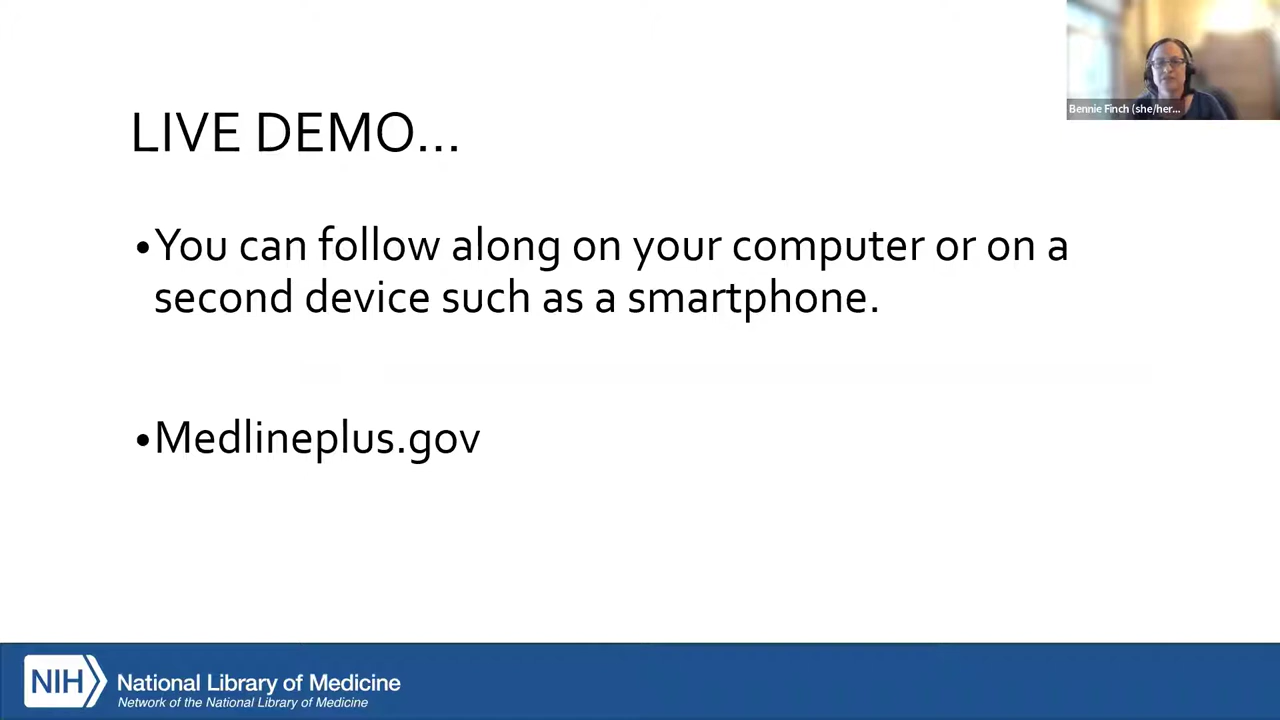 Bennie Finch (she/her...
LIVE DEMO...
•You can follow along on your computer or on a
second device such as a smartphone.
•Medlineplus.gov
NIH
National Library of Medicine
Network of the National Library of Medicine